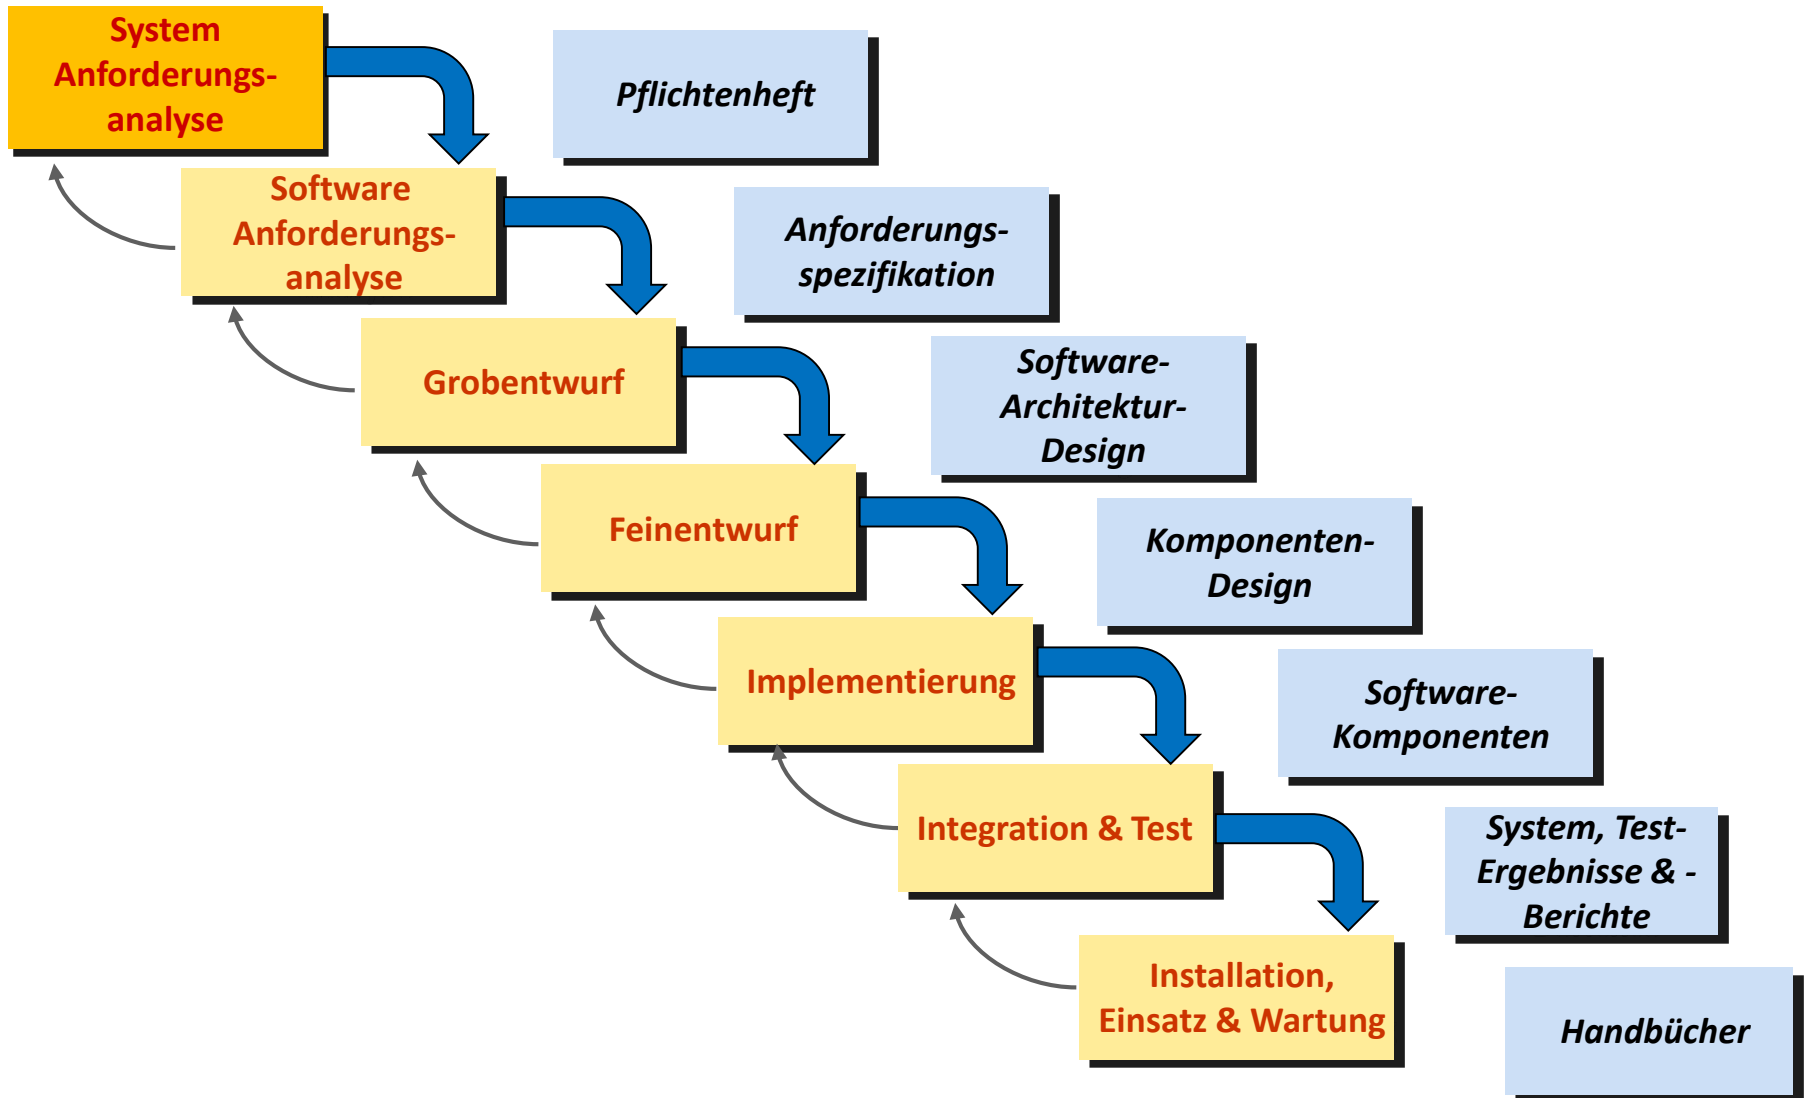 System
Anforderungs-
analyse
Pflichtenheft
Software
Anforderungs-
analyse
Anforderungs-
spezifikation
Grobentwurf
Software-
Architektur-
Design
Feinentwurf
Komponenten-
Design
Implementierung
Software-
Komponenten
Integration & Test
System, Test-
Ergebnisse & -
Berichte
Installation,
Einsatz & Wartung
Handbücher